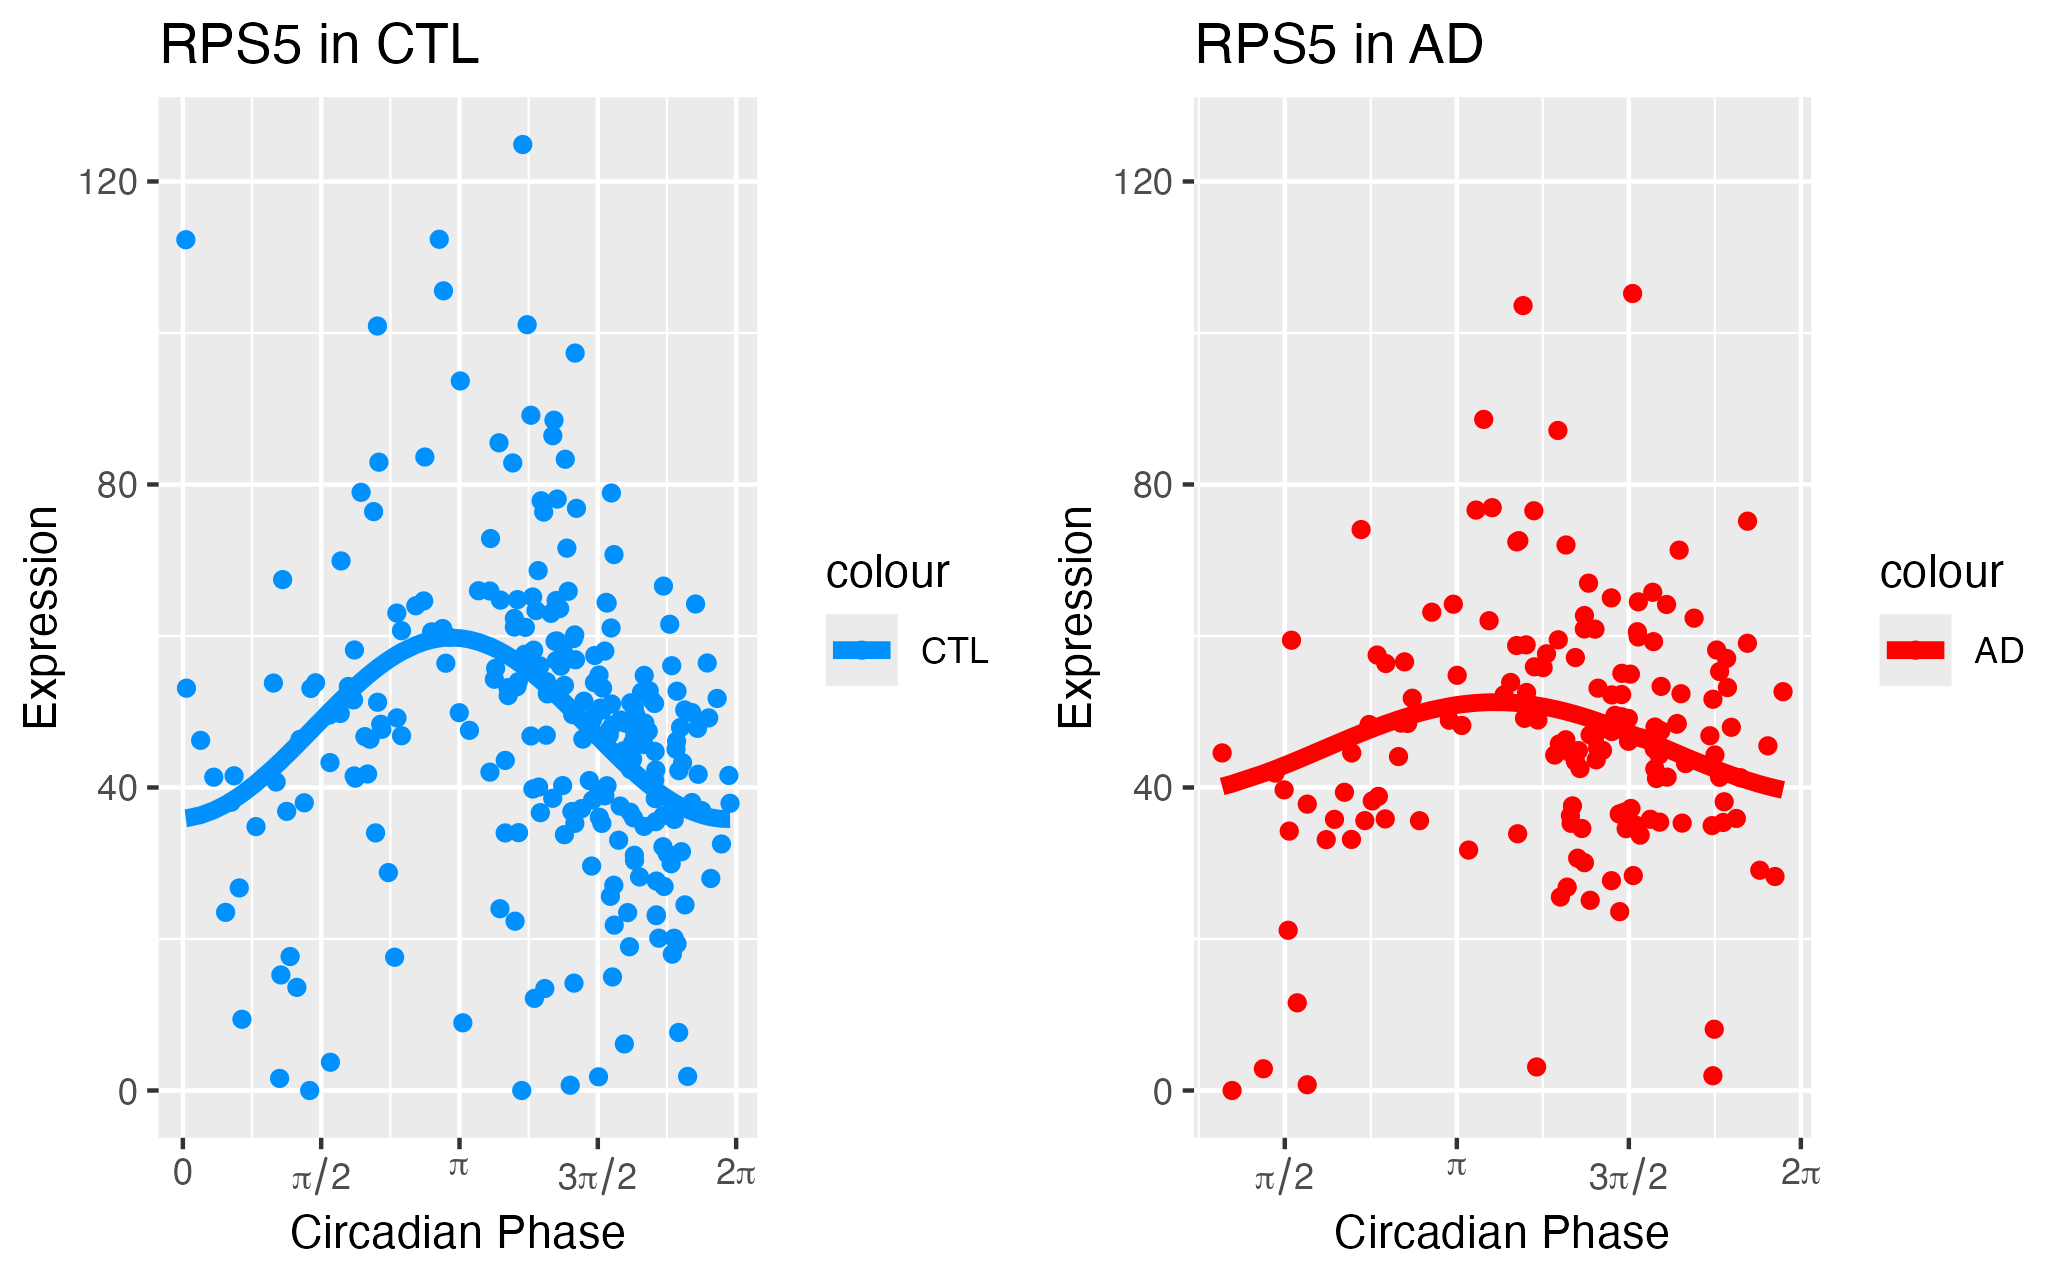 RPS5 in CTL
120
80
40
0
Expression
0
π/2
π
3π/2
2π
Circadian Phase
colour
CTL
RPS5 in AD
120
80
40
0
Expression
π/2
π
3π/2
2π
Circadian Phase
colour
AD